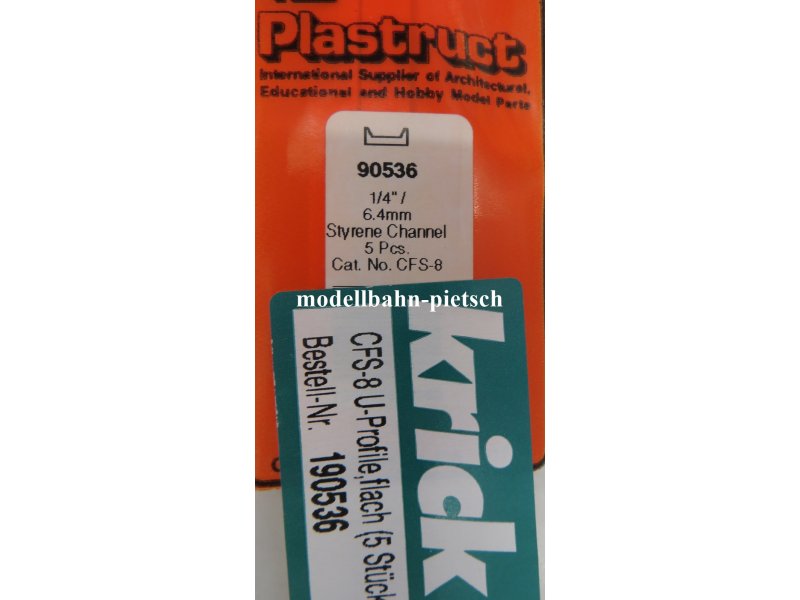 Plastruct
International Supplier of Architectural,
Educational and Hobby Model Parts
90536
1/4" /
6.4mm
Styrene Channel
5 Pcs.
Cat. No. CFS-8
modellbahn-pietsch
krick
CFS-8 U-Profile,flach (5 Stück
Bestell-Nr. 190536